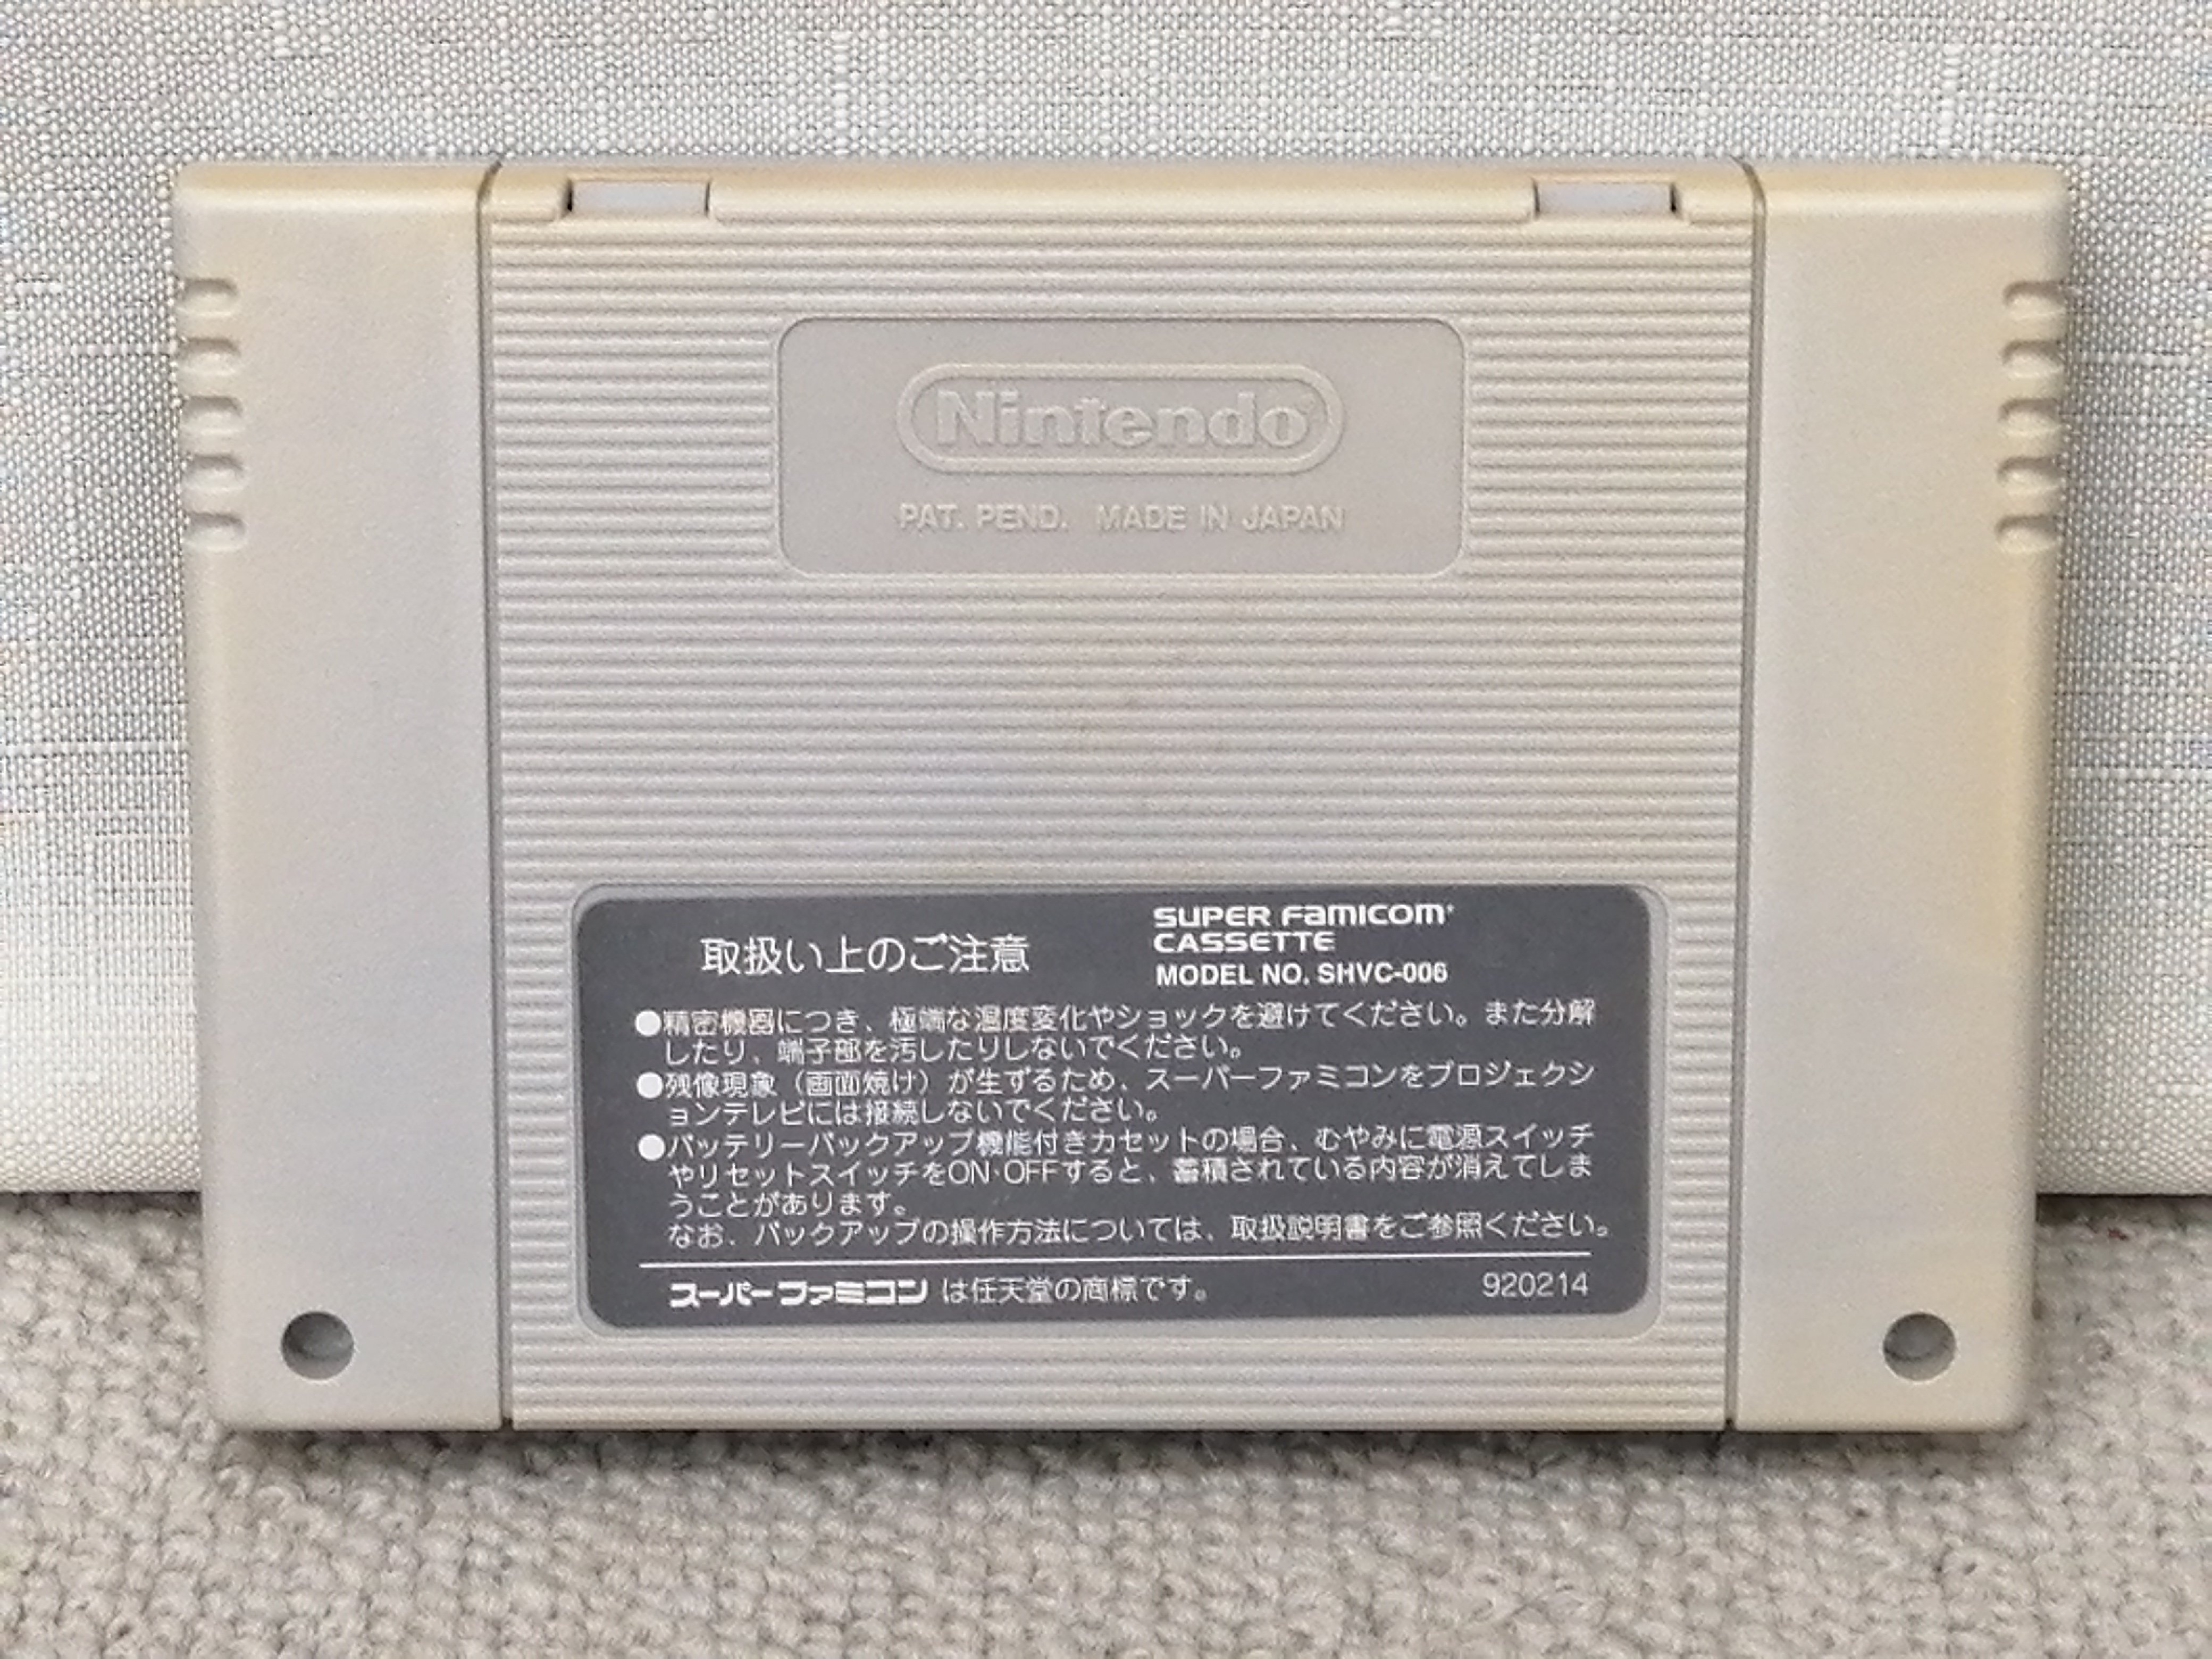 Nintendo
PAT. PEND. MADE IN JAPAN
取扱い上のご注意
SUPER FAMICOM
CASSETTE
MODEL NO. SHVC-006
●精密機器につき、極端な温度変化やショックを避けてください。また分解
したり、端子部を汚したりしないでください。
●残像現象（画面焼け）が生ずるため、スーパーファミコンをプロジェクシ
ョンテレビには接続しないでください。
●バッテリーバックアップ機能付きカセットの場合、むやみに電源スイッチ
やリセットスイッチをON·OFFすると、蓄積されている内容が消えてしま
うことがあります。
なお、バックアップの操作方法については、取扱説明書をご参照ください。
スーパーファミコン は任天堂の商標です。
920214